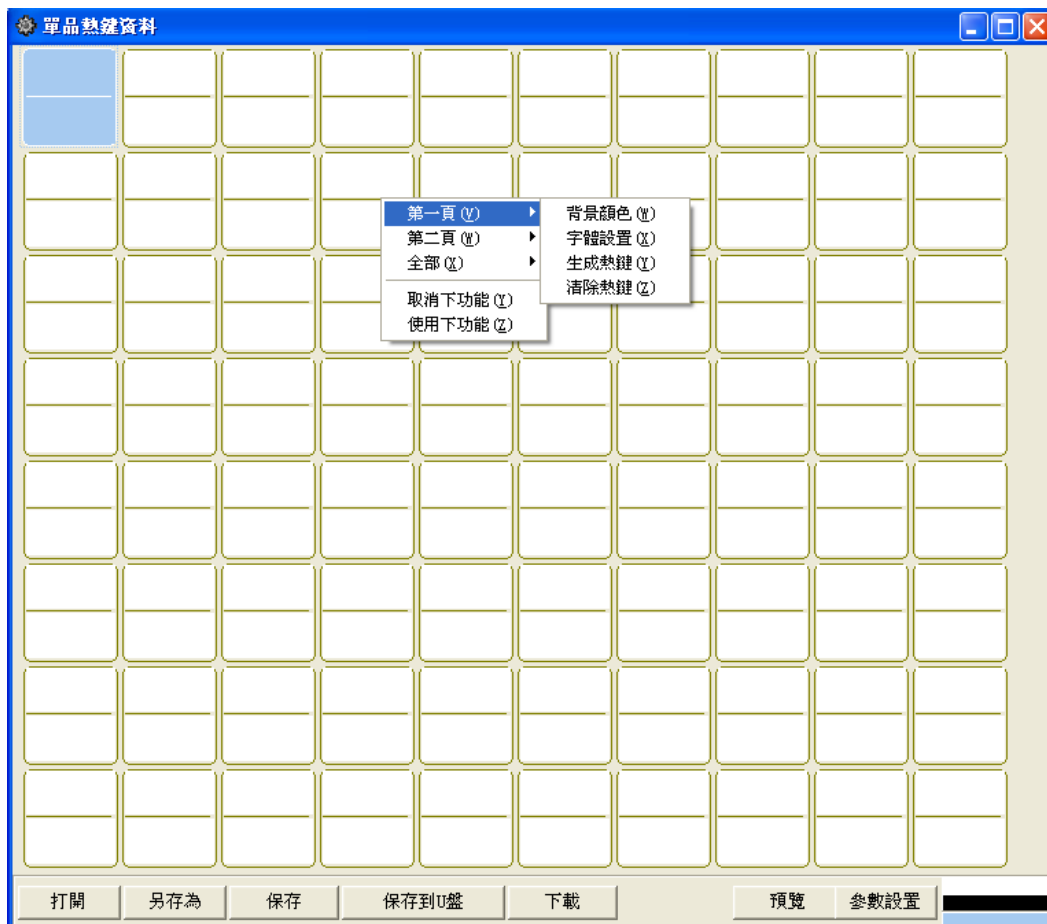 單品熱鍵資料
第一頁(V)
第二頁(W)
全部(X)
取消下功能(Y)
使用下功能(Z)
背景顏色(W)
字體設置(X)
生成熱鍵(Y)
清除熱鍵(Z)
打開 另存為 保存 保存到U盤 下載 預覽 參數設置